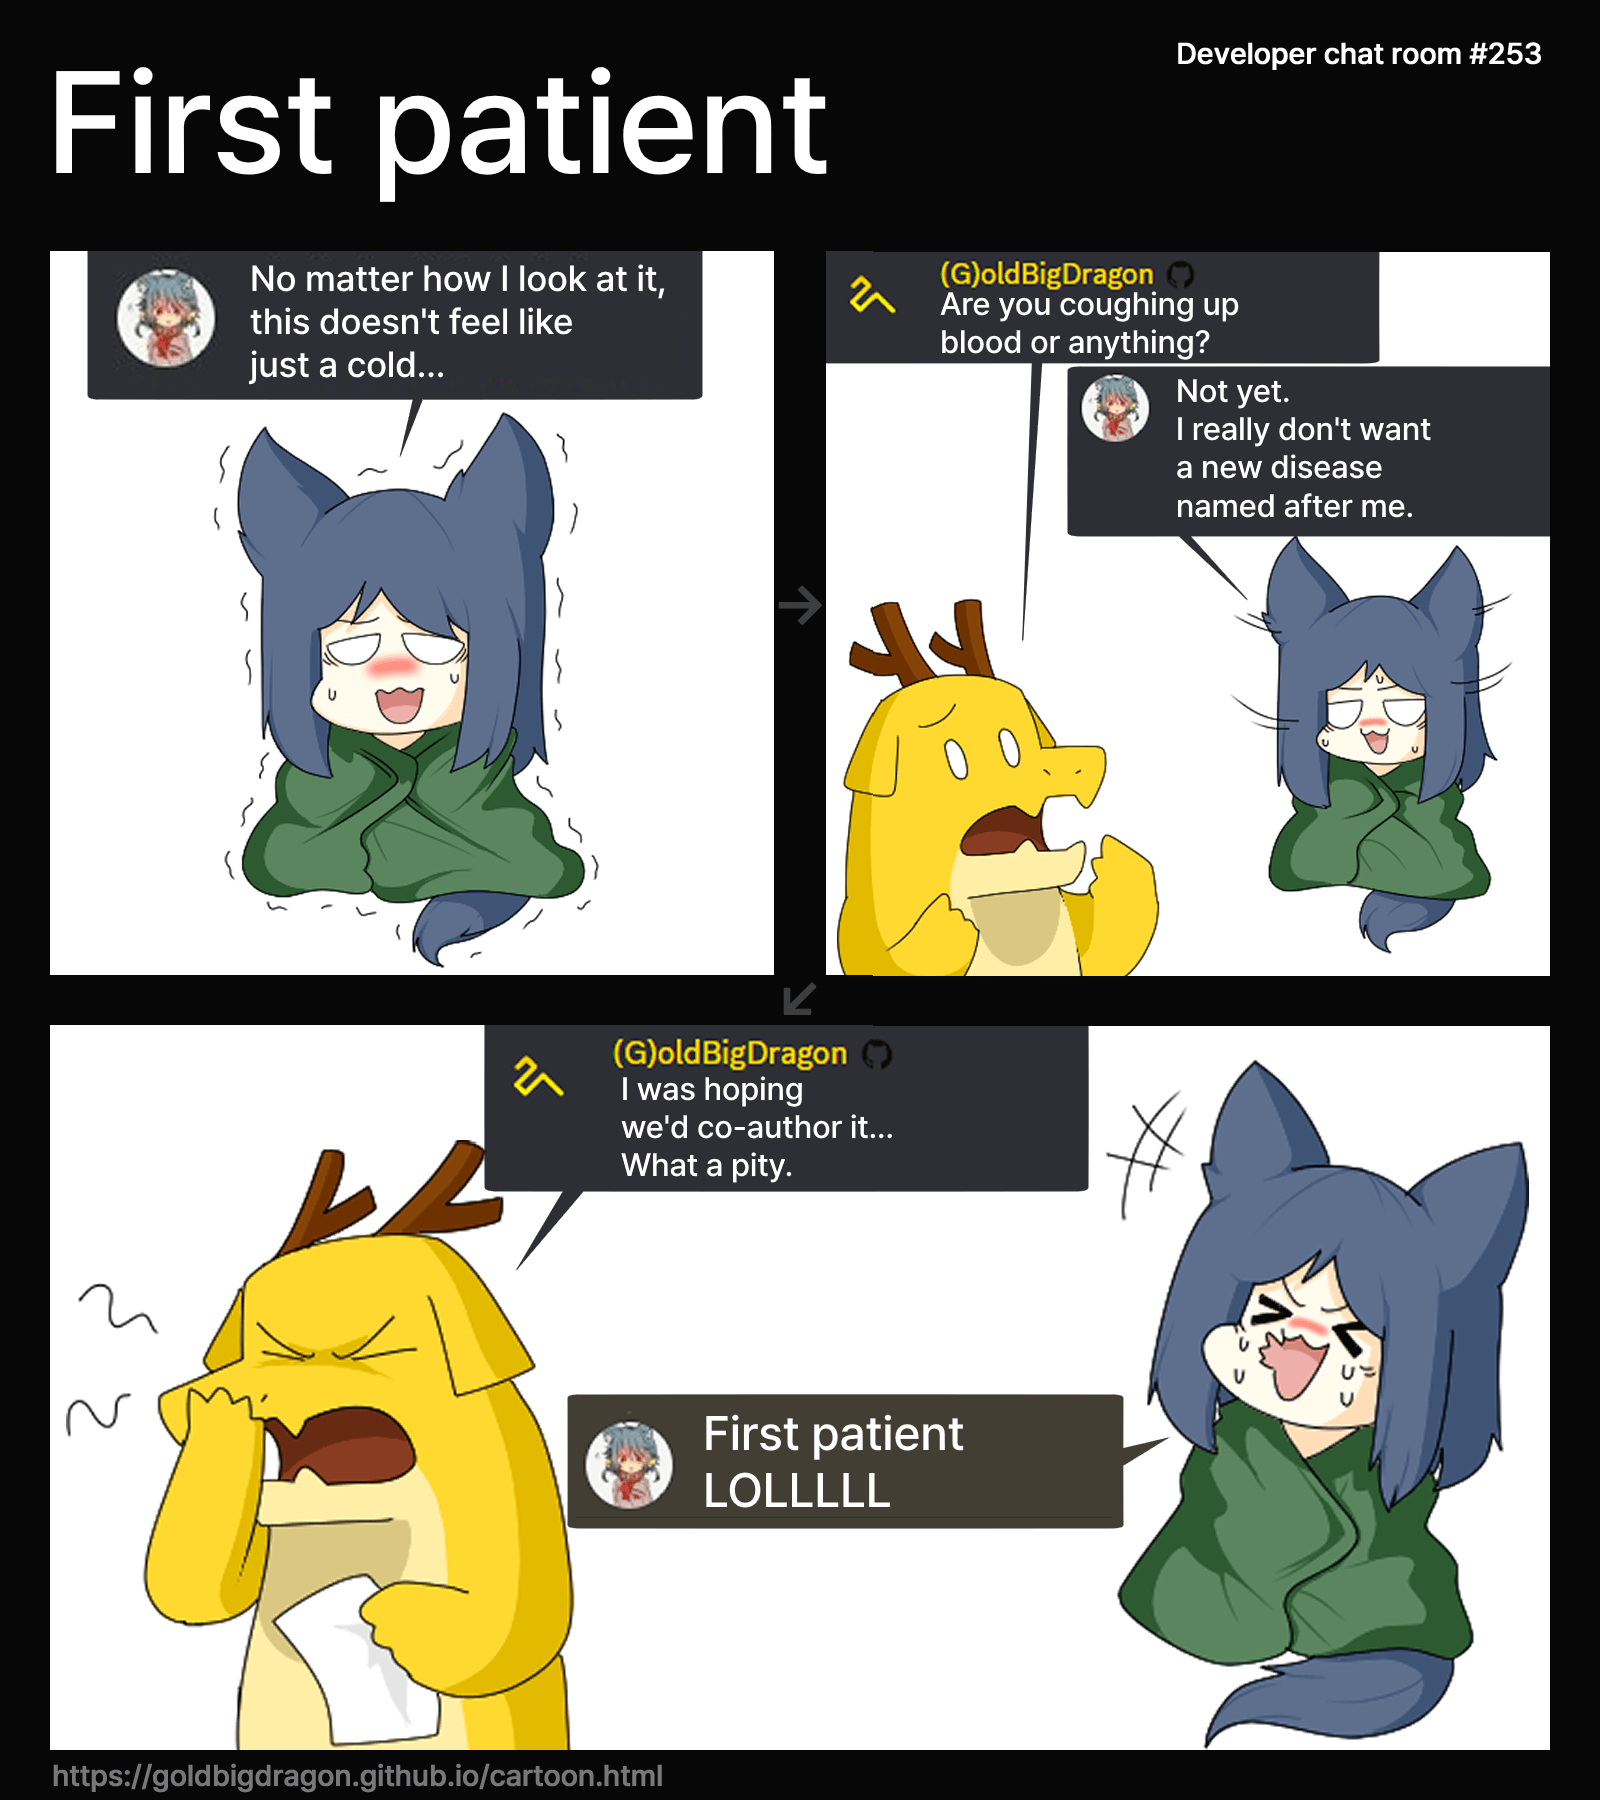 Developer chat room #253
First patient
No matter how I look at it,
this doesn't feel like
just a cold...
(G)oldBigDragon
Are you coughing up
blood or anything?
Not yet.
I really don't want
a new disease
named after me.
(G)oldBigDragon
I was hoping
we'd co-author it...
What a pity.
First patient
LOLLLLL
https://goldbigdragon.github.io/cartoon.html